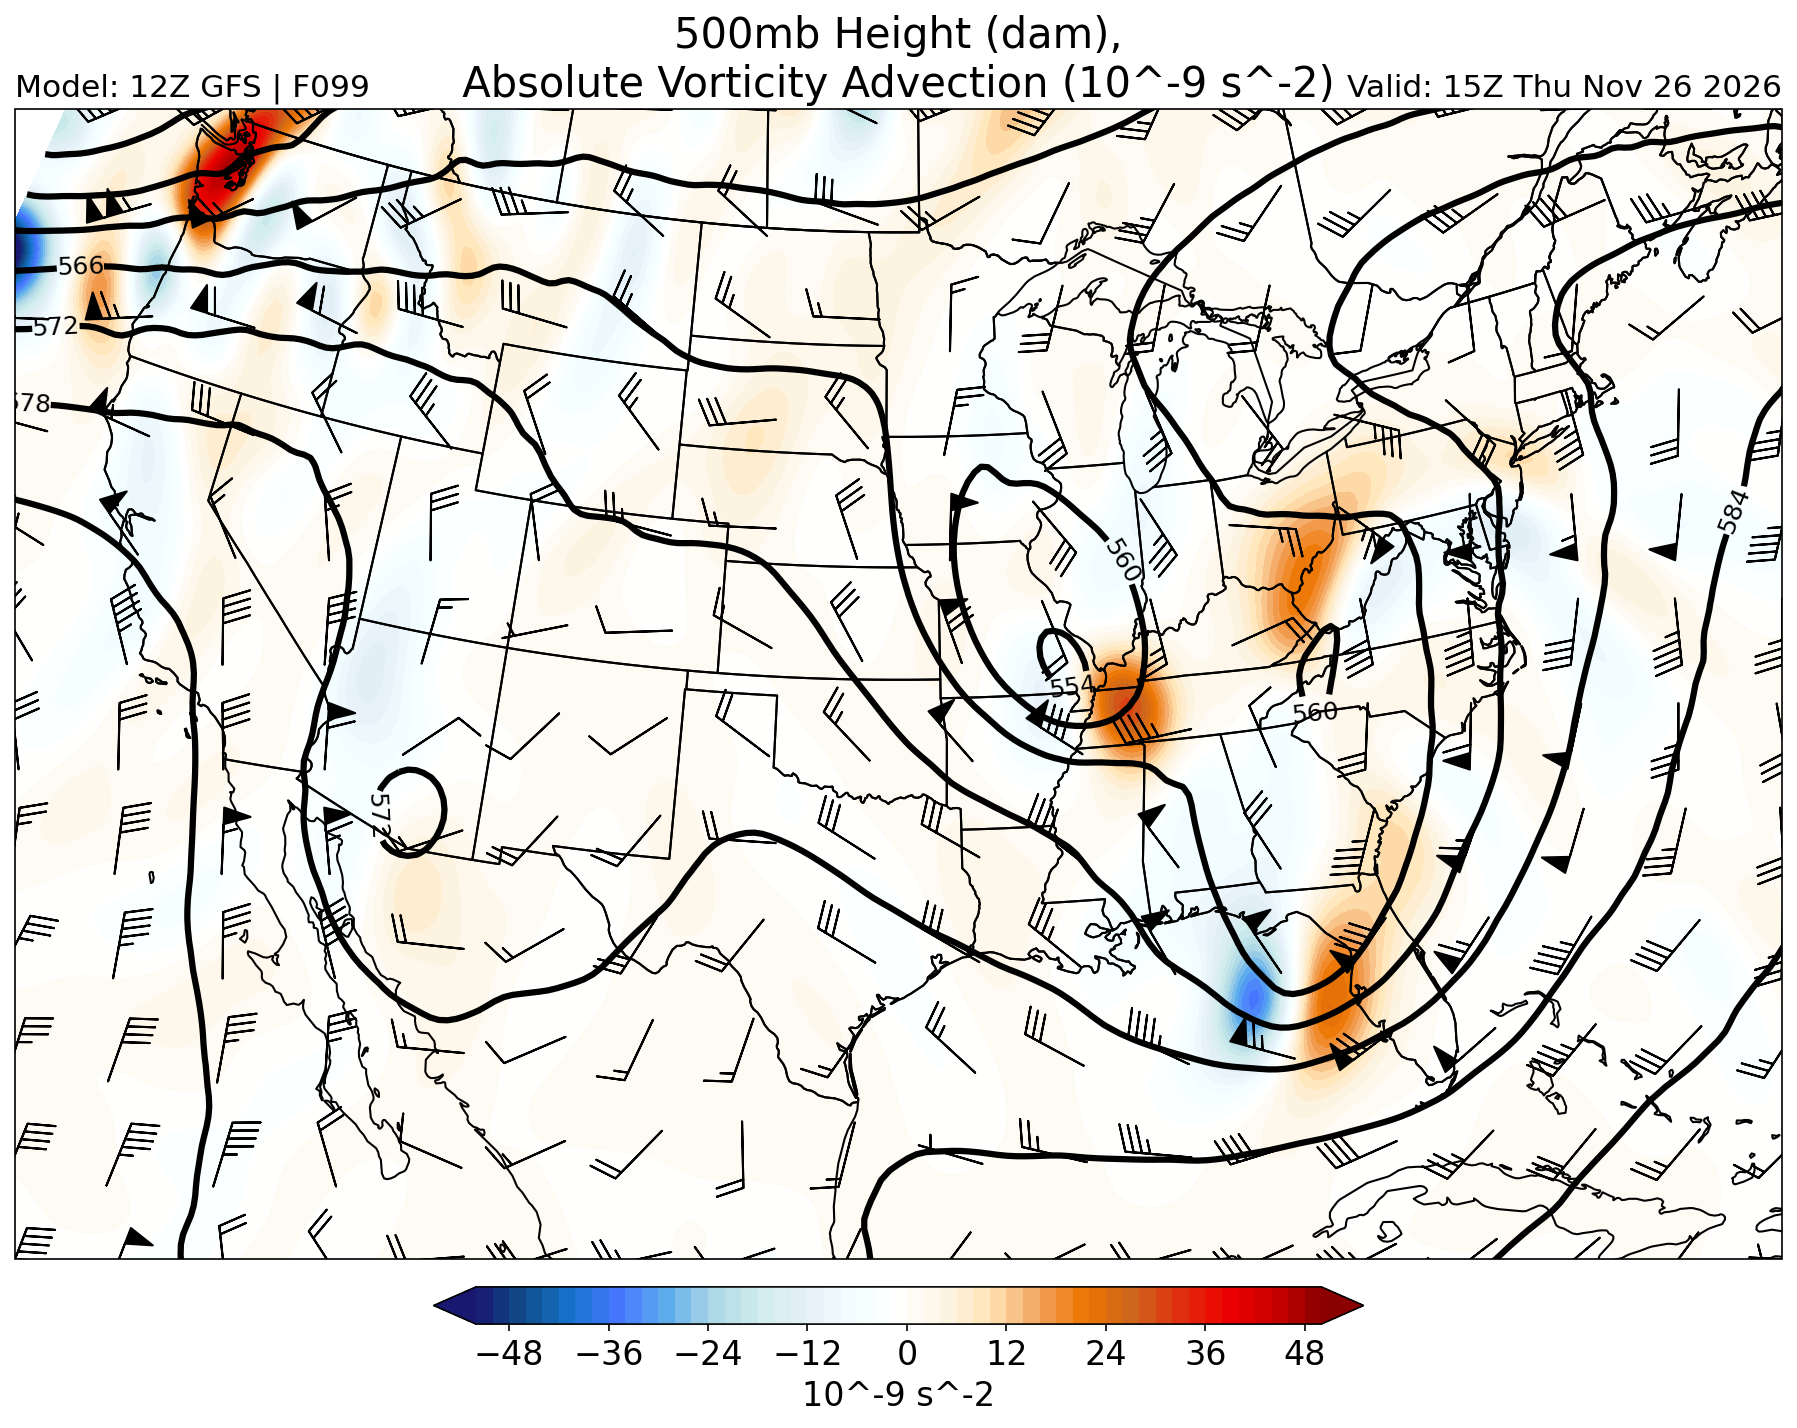 500mb Height (dam),
Absolute Vorticity Advection (10^-9 s^-2)
Model: 12Z GFS | F099
Valid: 15Z Thu Nov 26 2026
566
572
578
584
560
554
560
572
−48 −36 −24 −12 0 12 24 36 48
10^-9 s^-2